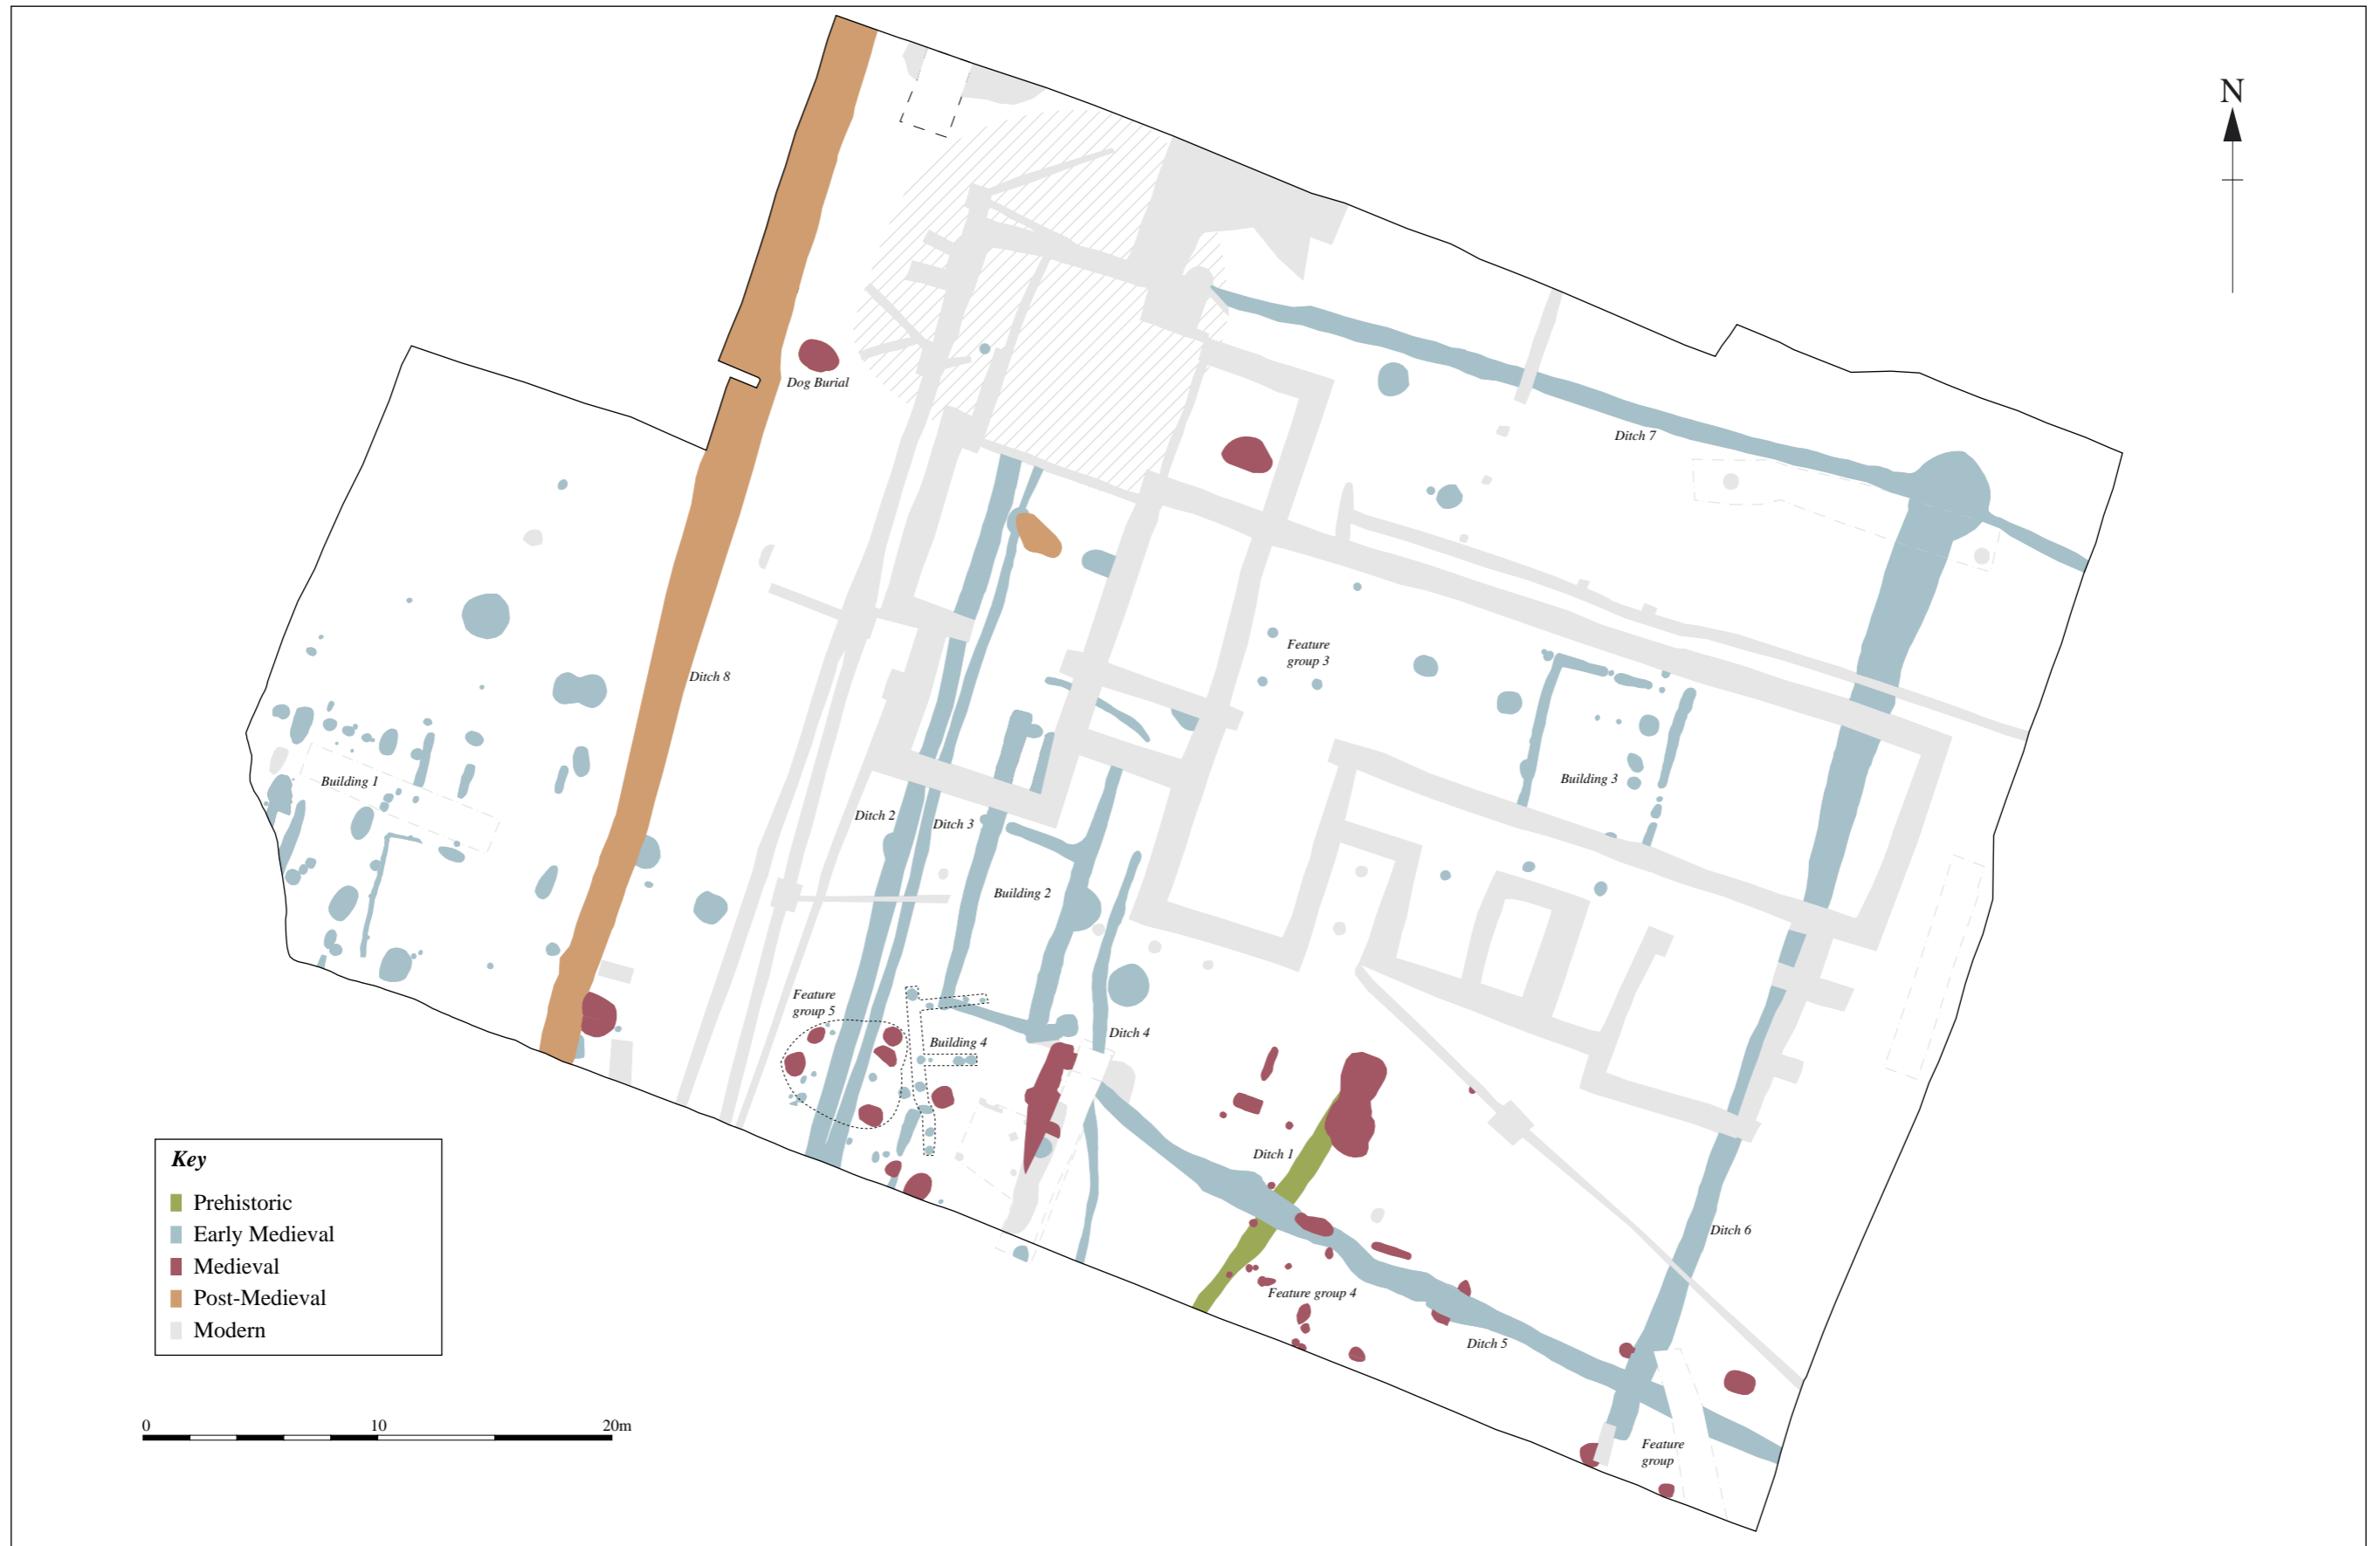 N
Dog Burial
Ditch 7
Feature
group 3
Ditch 8
Building 1
Building 3
Ditch 2
Ditch 3
Building 2
Feature
group 5
Ditch 4
Building 4
Ditch 1
Ditch 6
Feature group 4
Ditch 5
Feature
group
Key
Prehistoric
Early Medieval
Medieval
Post-Medieval
Modern
0 10 20m